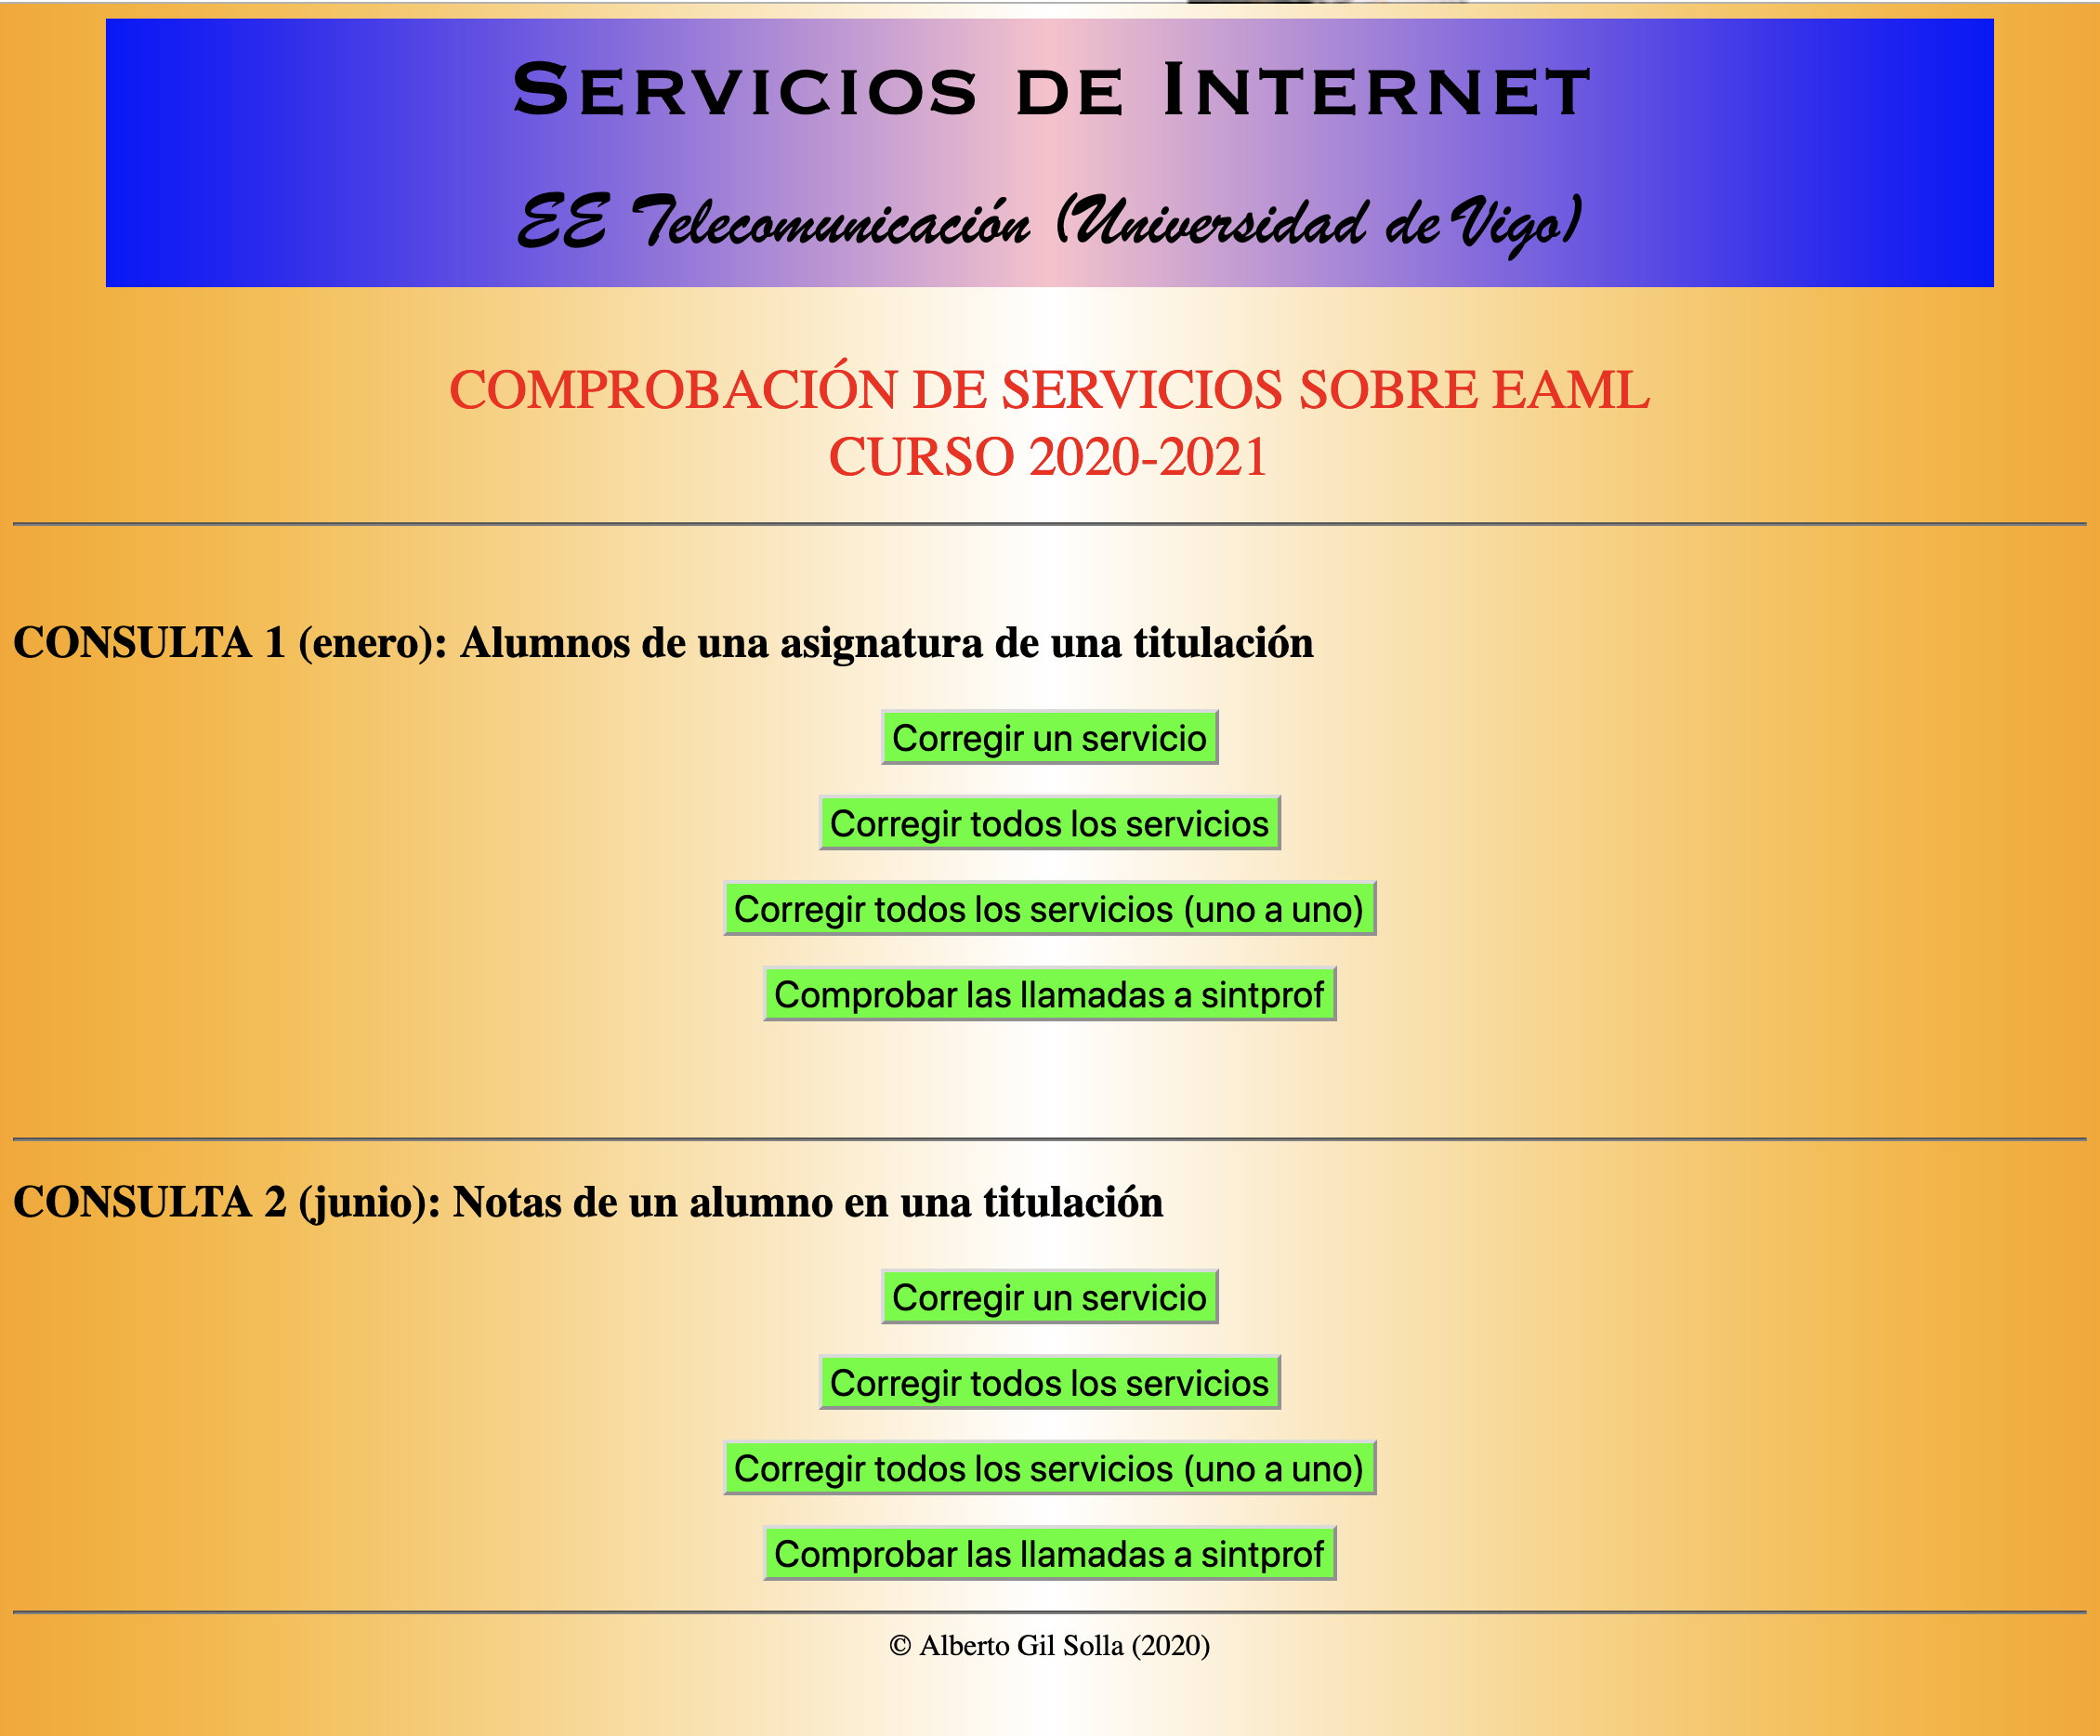 Servicios de Internet
EE Telecomunicación (Universidad de Vigo)
COMPROBACIÓN DE SERVICIOS SOBRE EAML
CURSO 2020-2021
CONSULTA 1 (enero): Alumnos de una asignatura de una titulación
Corregir un servicio
Corregir todos los servicios
Corregir todos los servicios (uno a uno)
Comprobar las llamadas a sintprof
CONSULTA 2 (junio): Notas de un alumno en una titulación
Corregir un servicio
Corregir todos los servicios
Corregir todos los servicios (uno a uno)
Comprobar las llamadas a sintprof
© Alberto Gil Solla (2020)